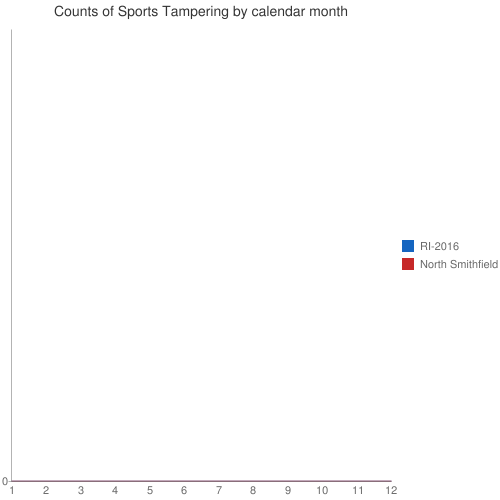 Counts of Sports Tampering by calendar month
RI-2016
North Smithfield
0
1 2 3 4 5 6 7 8 9 10 11 12